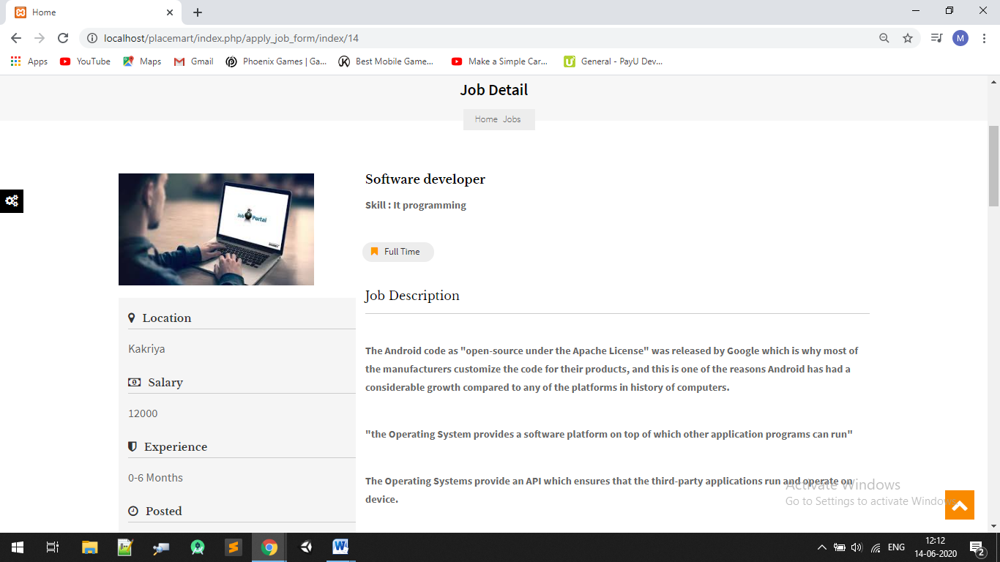 Home
localhost/placemart/index.php/apply_job_form/index/14
M
Apps YouTube Maps Gmail Phoenix Games | Ga... Best Mobile Game... Make a Simple Car... General - PayU Dev...
Job Detail
Home Jobs
Software developer
Skill : It programming
Full Time
Job Portal
Job Description
Location
Kakriya
Salary
12000
Experience
0-6 Months
Posted
The Android code as "open-source under the Apache License" was released by Google which is why most of
the manufacturers customize the code for their products, and this is one of the reasons Android has had a
considerable growth compared to any of the platforms in history of computers.
"the Operating System provides a software platform on top of which other application programs can run"
The Operating Systems provide an API which ensures that the third-party applications run and operate on
device.
Activate Windows
Go to Settings to activate Windows
ENG
12:12
14-06-2020
2